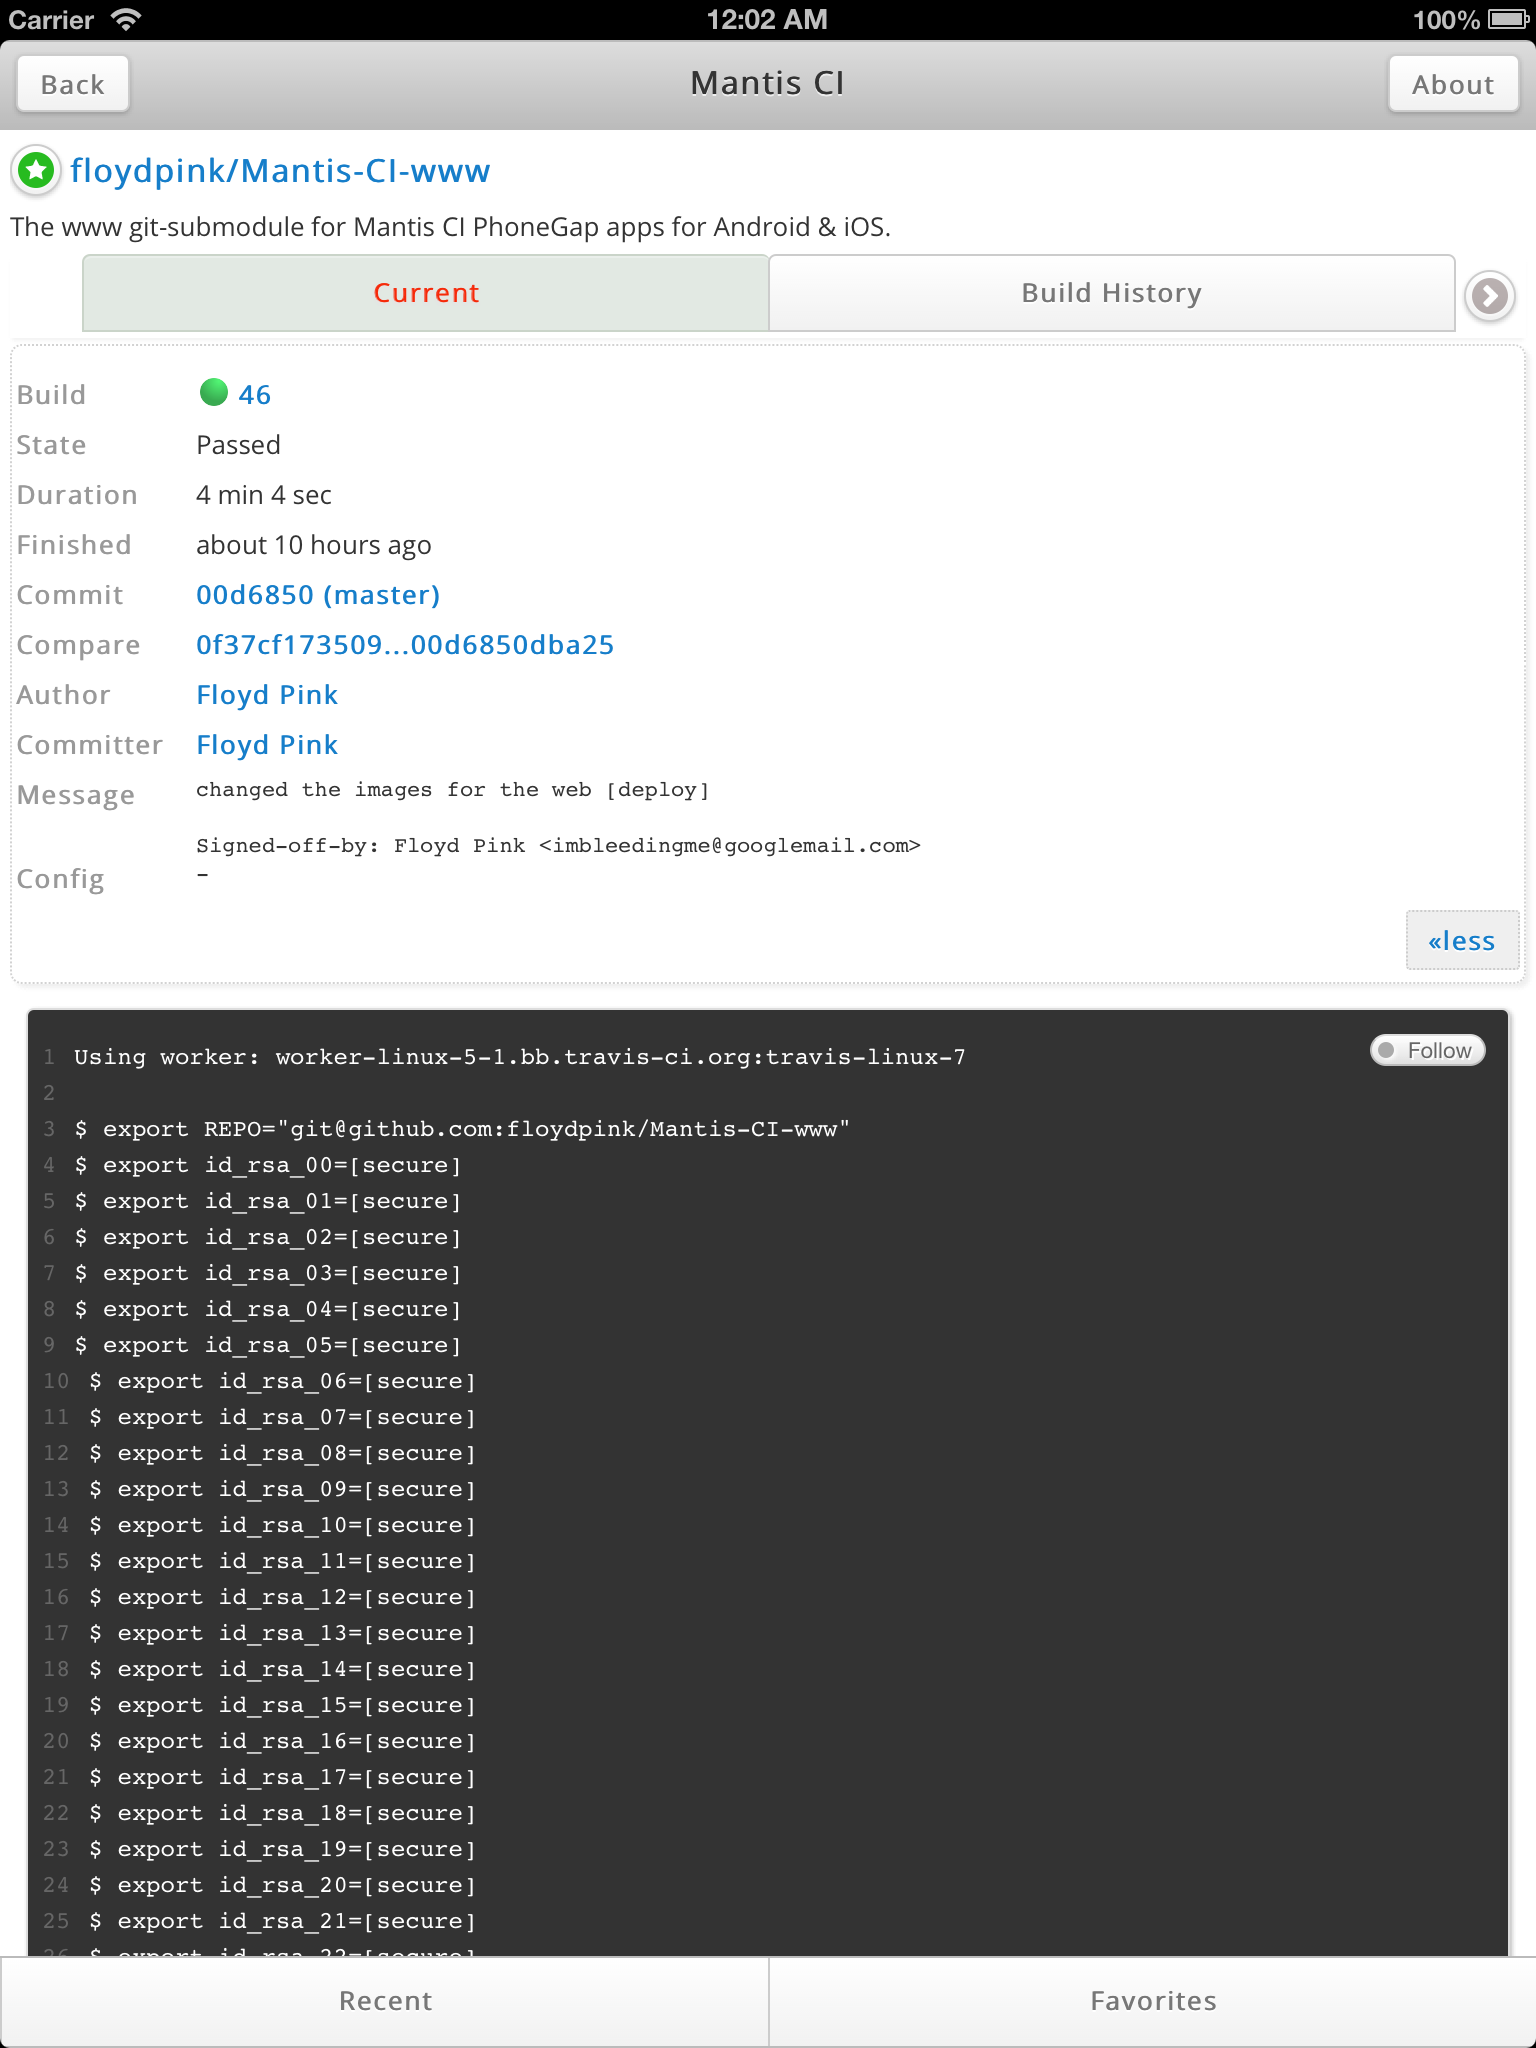 Carrier 12:02 AM 100%
Back Mantis CI About
floydpink/Mantis-CI-www
The www git-submodule for Mantis CI PhoneGap apps for Android & iOS.
Current Build History
Build 46
State Passed
Duration 4 min 4 sec
Finished about 10 hours ago
Commit 00d6850 (master)
Compare 0f37cf173509...00d6850dba25
Author Floyd Pink
Committer Floyd Pink
Message changed the images for the web [deploy]
Signed-off-by: Floyd Pink <imbleedingme@googlemail.com>
Config -
«less
1 Using worker: worker-linux-5-1.bb.travis-ci.org:travis-linux-7 Follow
2
3 $ export REPO="git@github.com:floydpink/Mantis-CI-www"
4 $ export id_rsa_00=[secure]
5 $ export id_rsa_01=[secure]
6 $ export id_rsa_02=[secure]
7 $ export id_rsa_03=[secure]
8 $ export id_rsa_04=[secure]
9 $ export id_rsa_05=[secure]
10 $ export id_rsa_06=[secure]
11 $ export id_rsa_07=[secure]
12 $ export id_rsa_08=[secure]
13 $ export id_rsa_09=[secure]
14 $ export id_rsa_10=[secure]
15 $ export id_rsa_11=[secure]
16 $ export id_rsa_12=[secure]
17 $ export id_rsa_13=[secure]
18 $ export id_rsa_14=[secure]
19 $ export id_rsa_15=[secure]
20 $ export id_rsa_16=[secure]
21 $ export id_rsa_17=[secure]
22 $ export id_rsa_18=[secure]
23 $ export id_rsa_19=[secure]
24 $ export id_rsa_20=[secure]
25 $ export id_rsa_21=[secure]
26 $ export id_rsa_22=[secure]
Recent Favorites